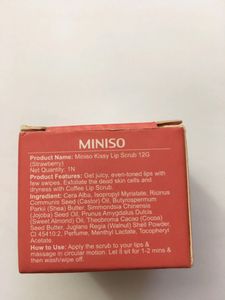 MINISO
Product Name: Miniso Kissy Lip Scrub 12G
(Strawberry)
Net Quantity: 1N
Product Features: Get juicy, even-toned lips with
few swipes. Exfoliate the dead skin cells and
dryness with Coffee Lip Scrub.
Ingredient: Cera Alba, Isopropyl Myristate, Ricinus
Communis Seed (Castor) Oil, Butyrospermum
Parkii (Shea) Butter, Simmondsia Chinensis
(Jojoba) Seed Oil, Prunus Amygdalus Dulcis
(Sweet Almond) Oil, Theobroma Cacao (Cocoa)
Seed Butter, Juglans Regia (Walnut) Shell Powder,
CI 45410:2, Parfume, Menthyl Lactate, Tocopheryl
Acetate.
How to Use: Apply the scrub to your lips &
massage in circular motion. Let it sit for 1-2 mins &
then wash/wipe off.